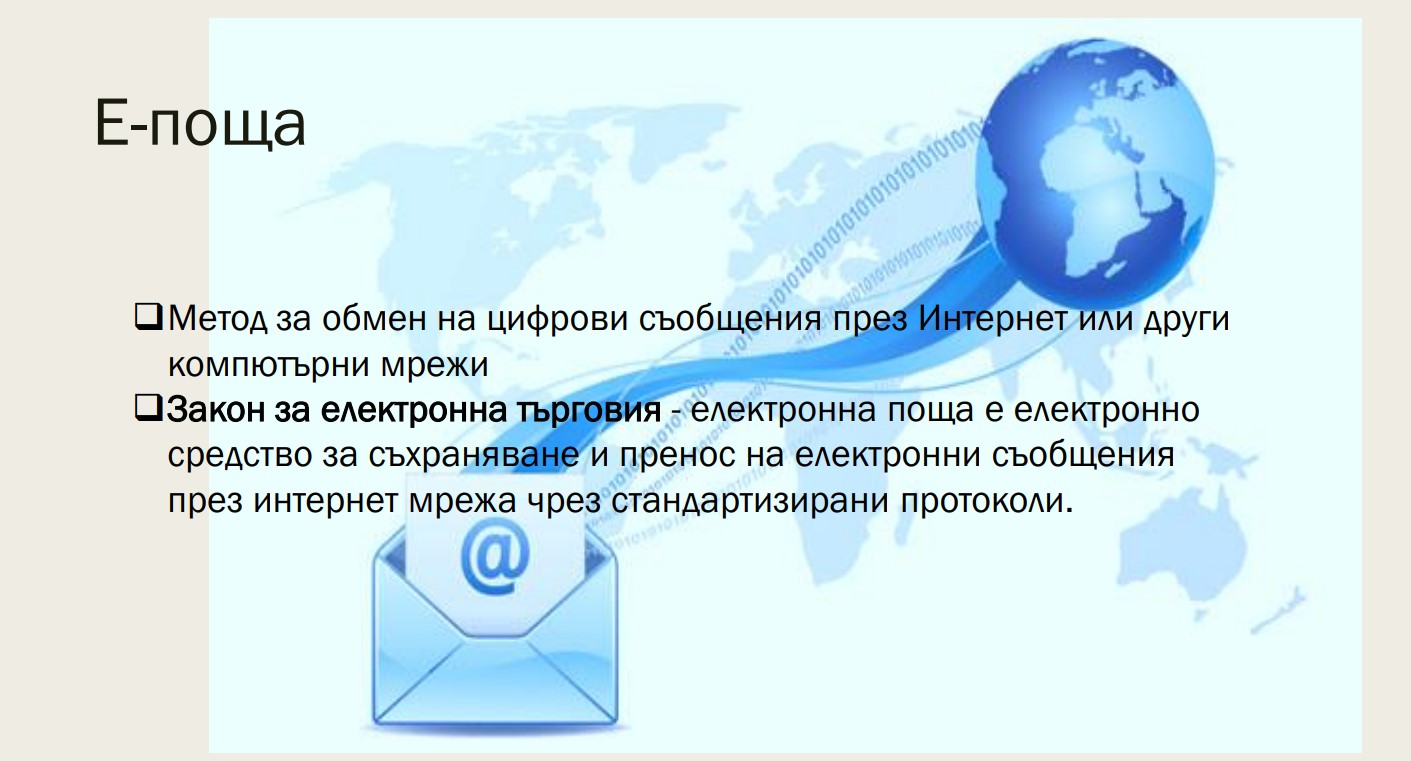 Е-поща
❑Метод за обмен на цифрови съобщения през Интернет или други
компютърни мрежи
❑Закон за електронна търговия - електронна поща е електронно
средство за съхраняване и пренос на електронни съобщения
през интернет мрежа чрез стандартизирани протоколи.
@